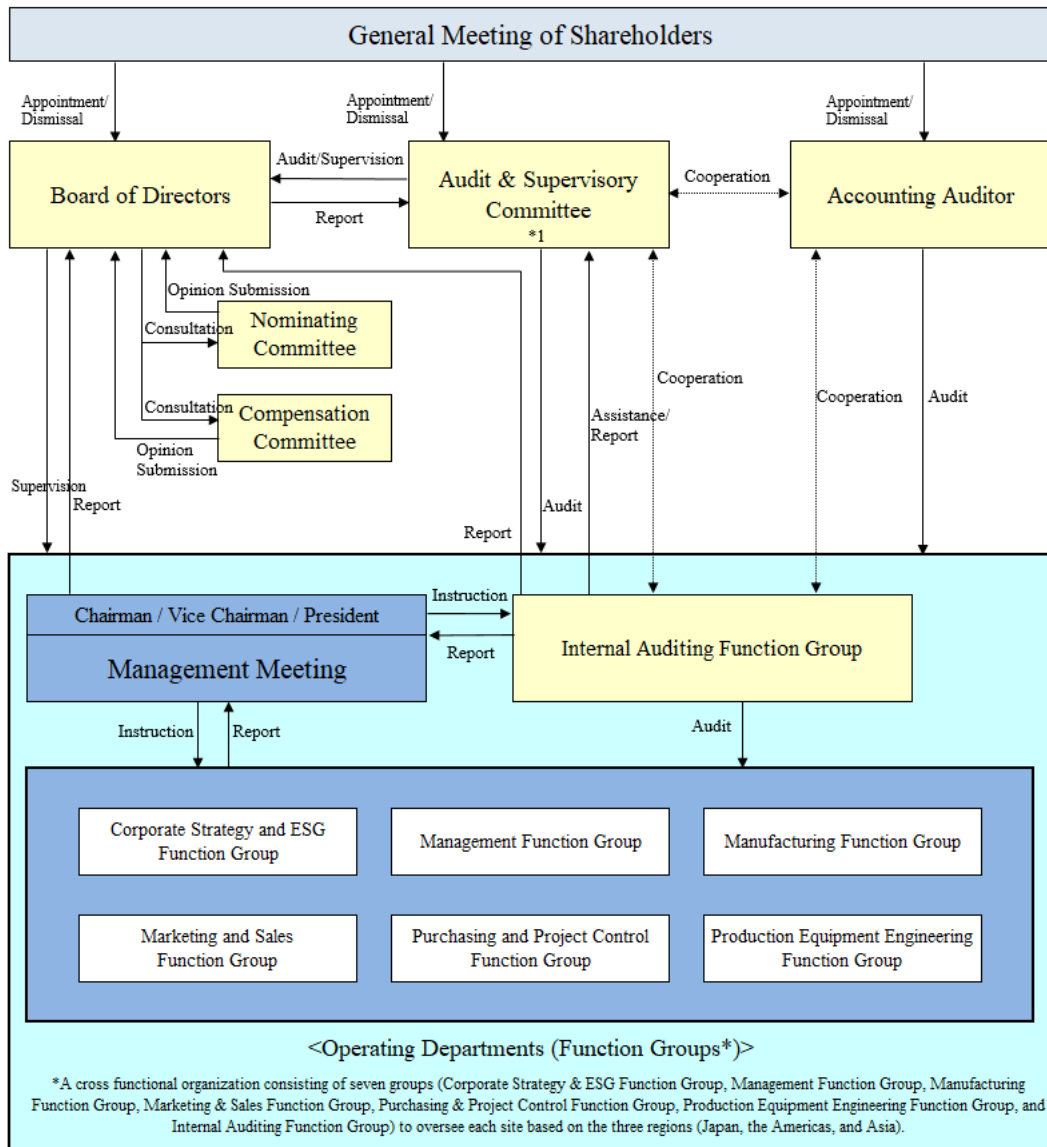 General Meeting of Shareholders
Appointment/
Dismissal
Appointment/
Dismissal
Appointment/
Dismissal
Board of Directors
Audit/Supervision
Report
Audit & Supervisory
Committee
*1
Cooperation
Accounting Auditor
Opinion Submission
Consultation
Nominating
Committee
Consultation
Compensation
Committee
Opinion
Submission
Cooperation
Cooperation
Audit
Assistance/
Report
Supervision
Report
Report
Audit
Chairman / Vice Chairman / President
Management Meeting
Instruction
Report
Internal Auditing Function Group
Instruction
Report
Audit
Corporate Strategy and ESG
Function Group
Management Function Group
Manufacturing Function Group
Marketing and Sales
Function Group
Purchasing and Project Control
Function Group
Production Equipment Engineering
Function Group
<Operating Departments (Function Groups*)>
*A cross functional organization consisting of seven groups (Corporate Strategy & ESG Function Group, Management Function Group, Manufacturing
Function Group, Marketing & Sales Function Group, Purchasing & Project Control Function Group, Production Equipment Engineering Function Group, and
Internal Auditing Function Group) to oversee each site based on the three regions (Japan, the Americas, and Asia).